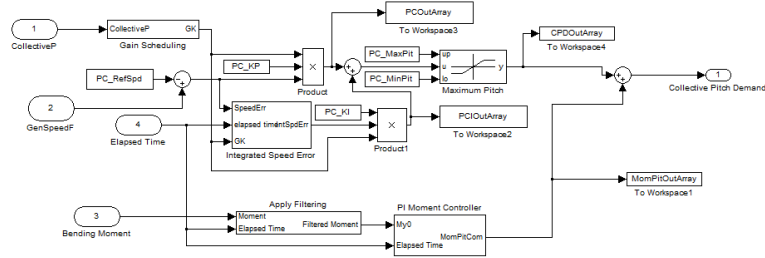 1
CollectiveP
CollectiveP
GK
Gain Scheduling
PCOutArray
To Workspace3
PC_KP
Product
PC_MaxPit
PC_MinPit
up
u
lo
y
Maximum Pitch
CPDOutArray
To Workspace4
1
Collective Pitch Demand
PC_RefSpd
2
GenSpeedF
4
Elapsed Time
SpeedErr
elapsed time
IntSpdErr
GK
Integrated Speed Error
PC_KI
Product1
PCIOutArray
To Workspace2
MomPitOutArray
To Workspace1
3
Bending Moment
Apply Filtering
Moment
Elapsed Time
Filtered Moment
PI Moment Controller
My0
Elapsed Time
MomPitCom